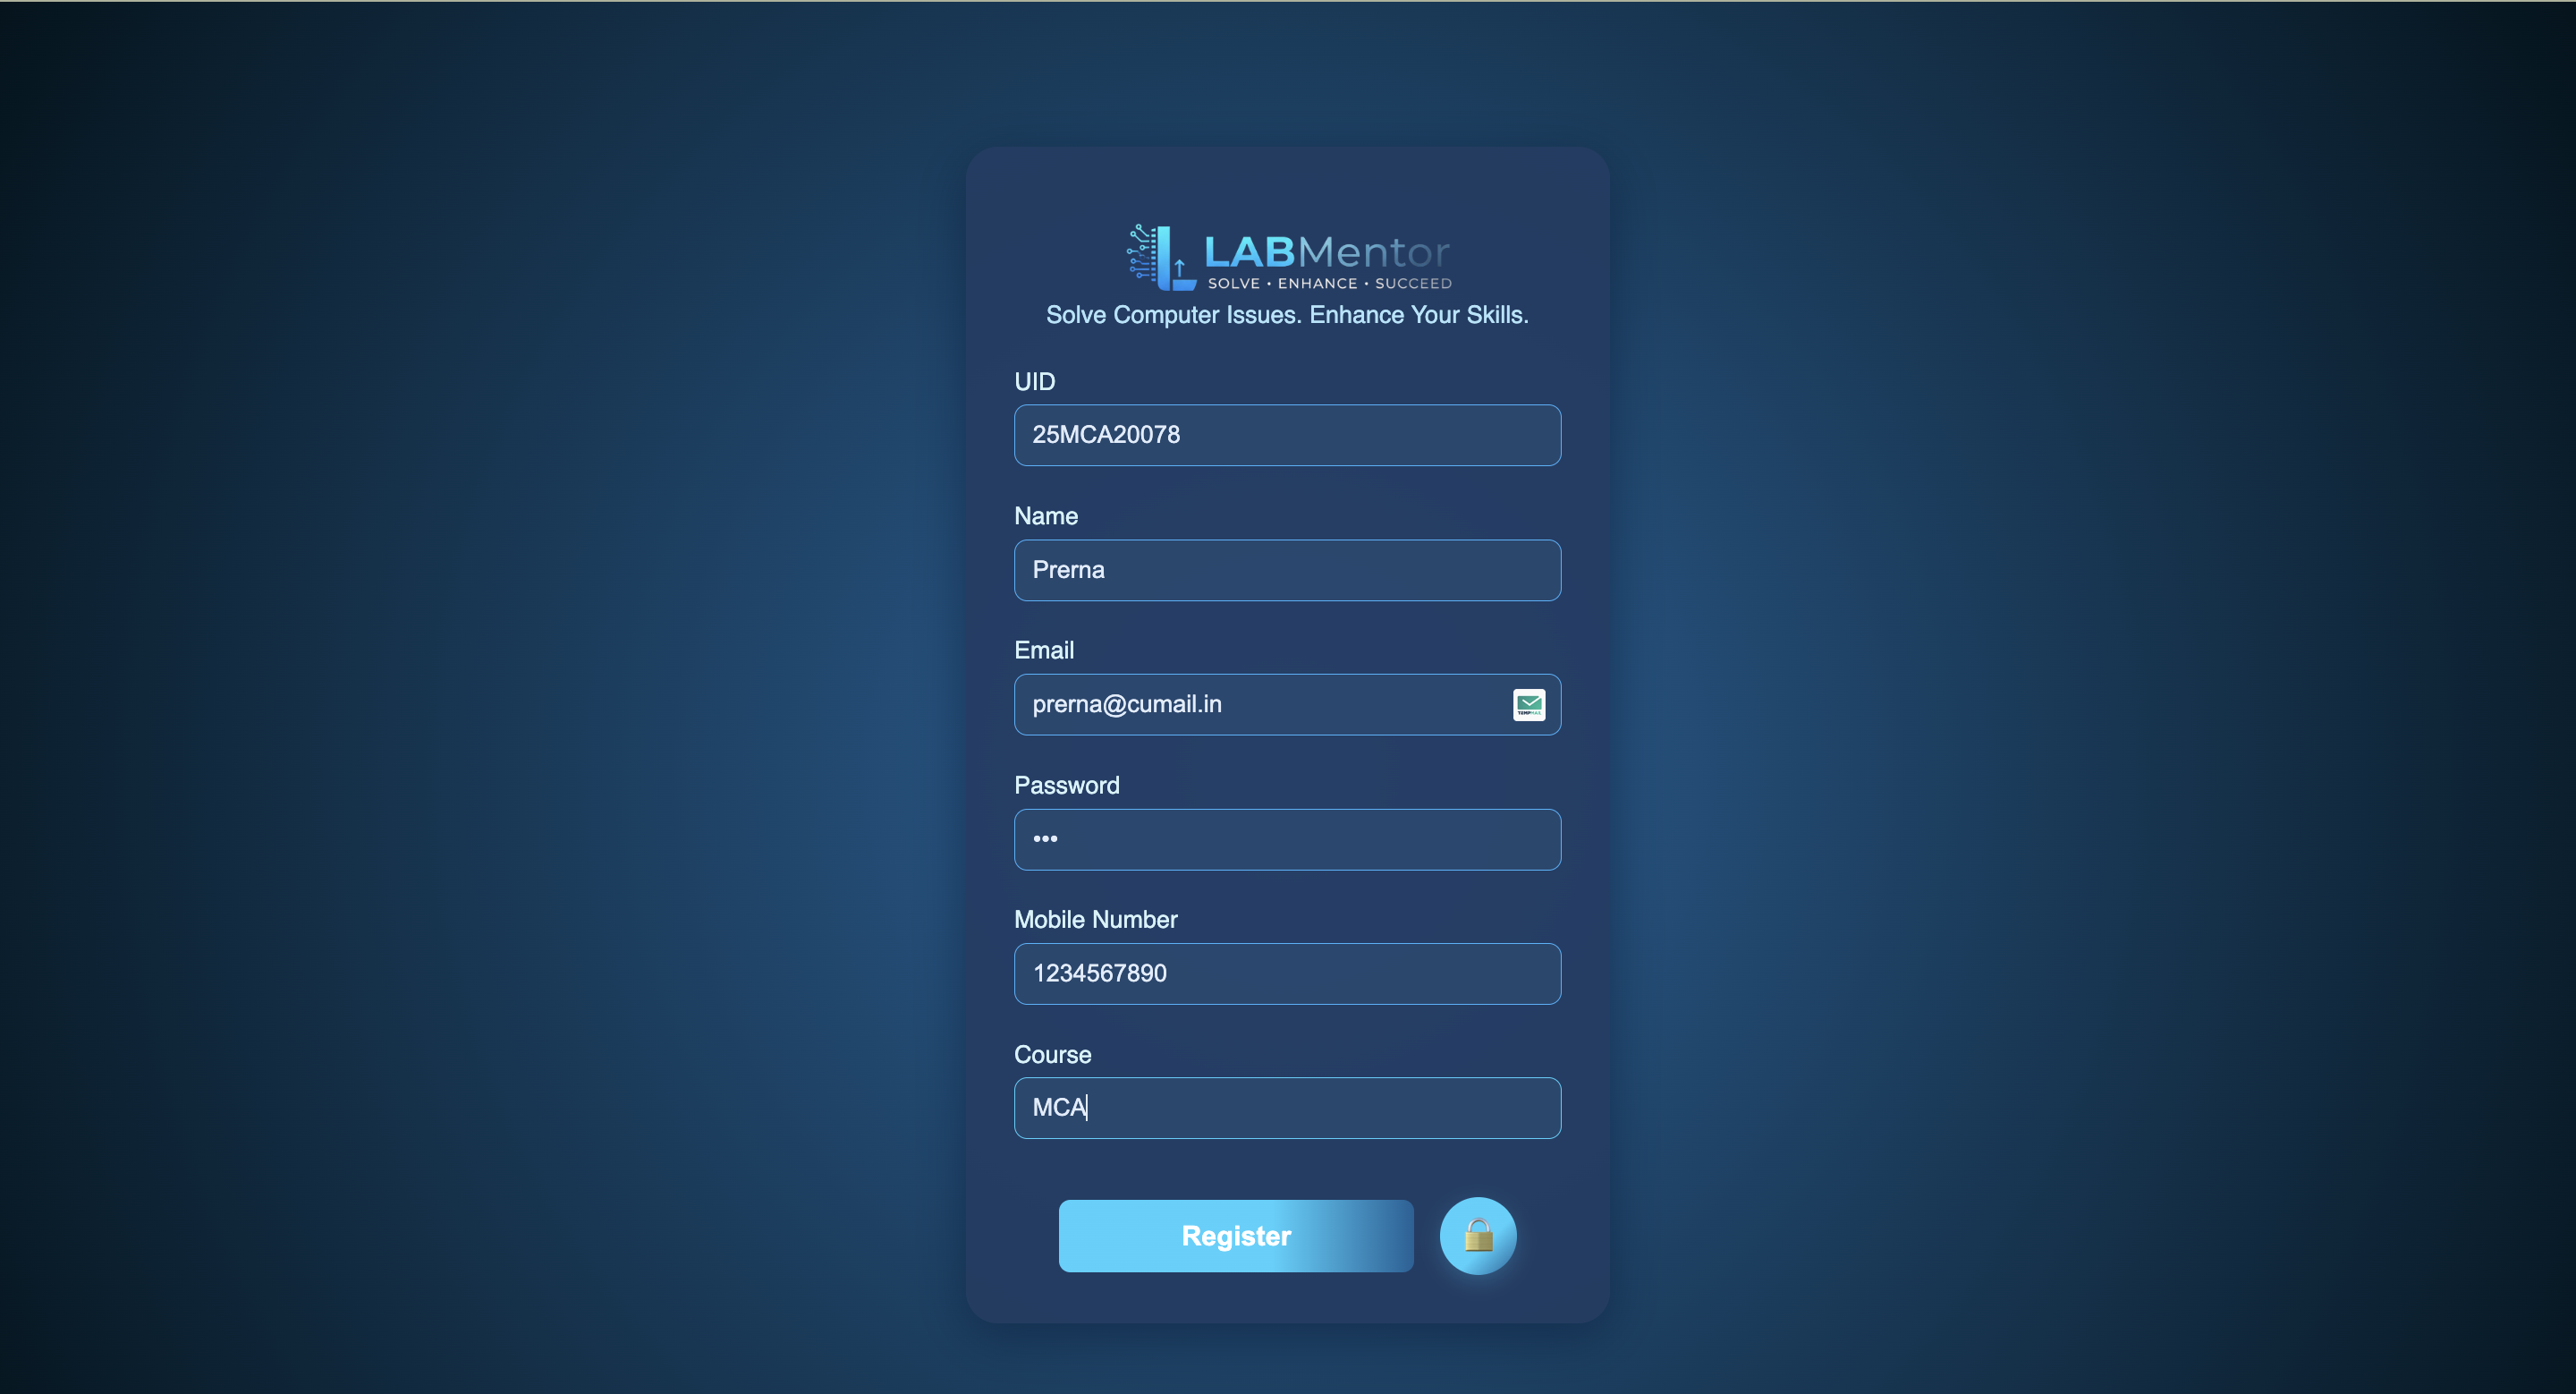 LABMentor
SOLVE • ENHANCE • SUCCEED
Solve Computer Issues. Enhance Your Skills.
UID
25MCA20078
Name
Prerna
Email
prerna@cumail.in
TEMPMAIL
Password
•••
Mobile Number
1234567890
Course
MCA
Register